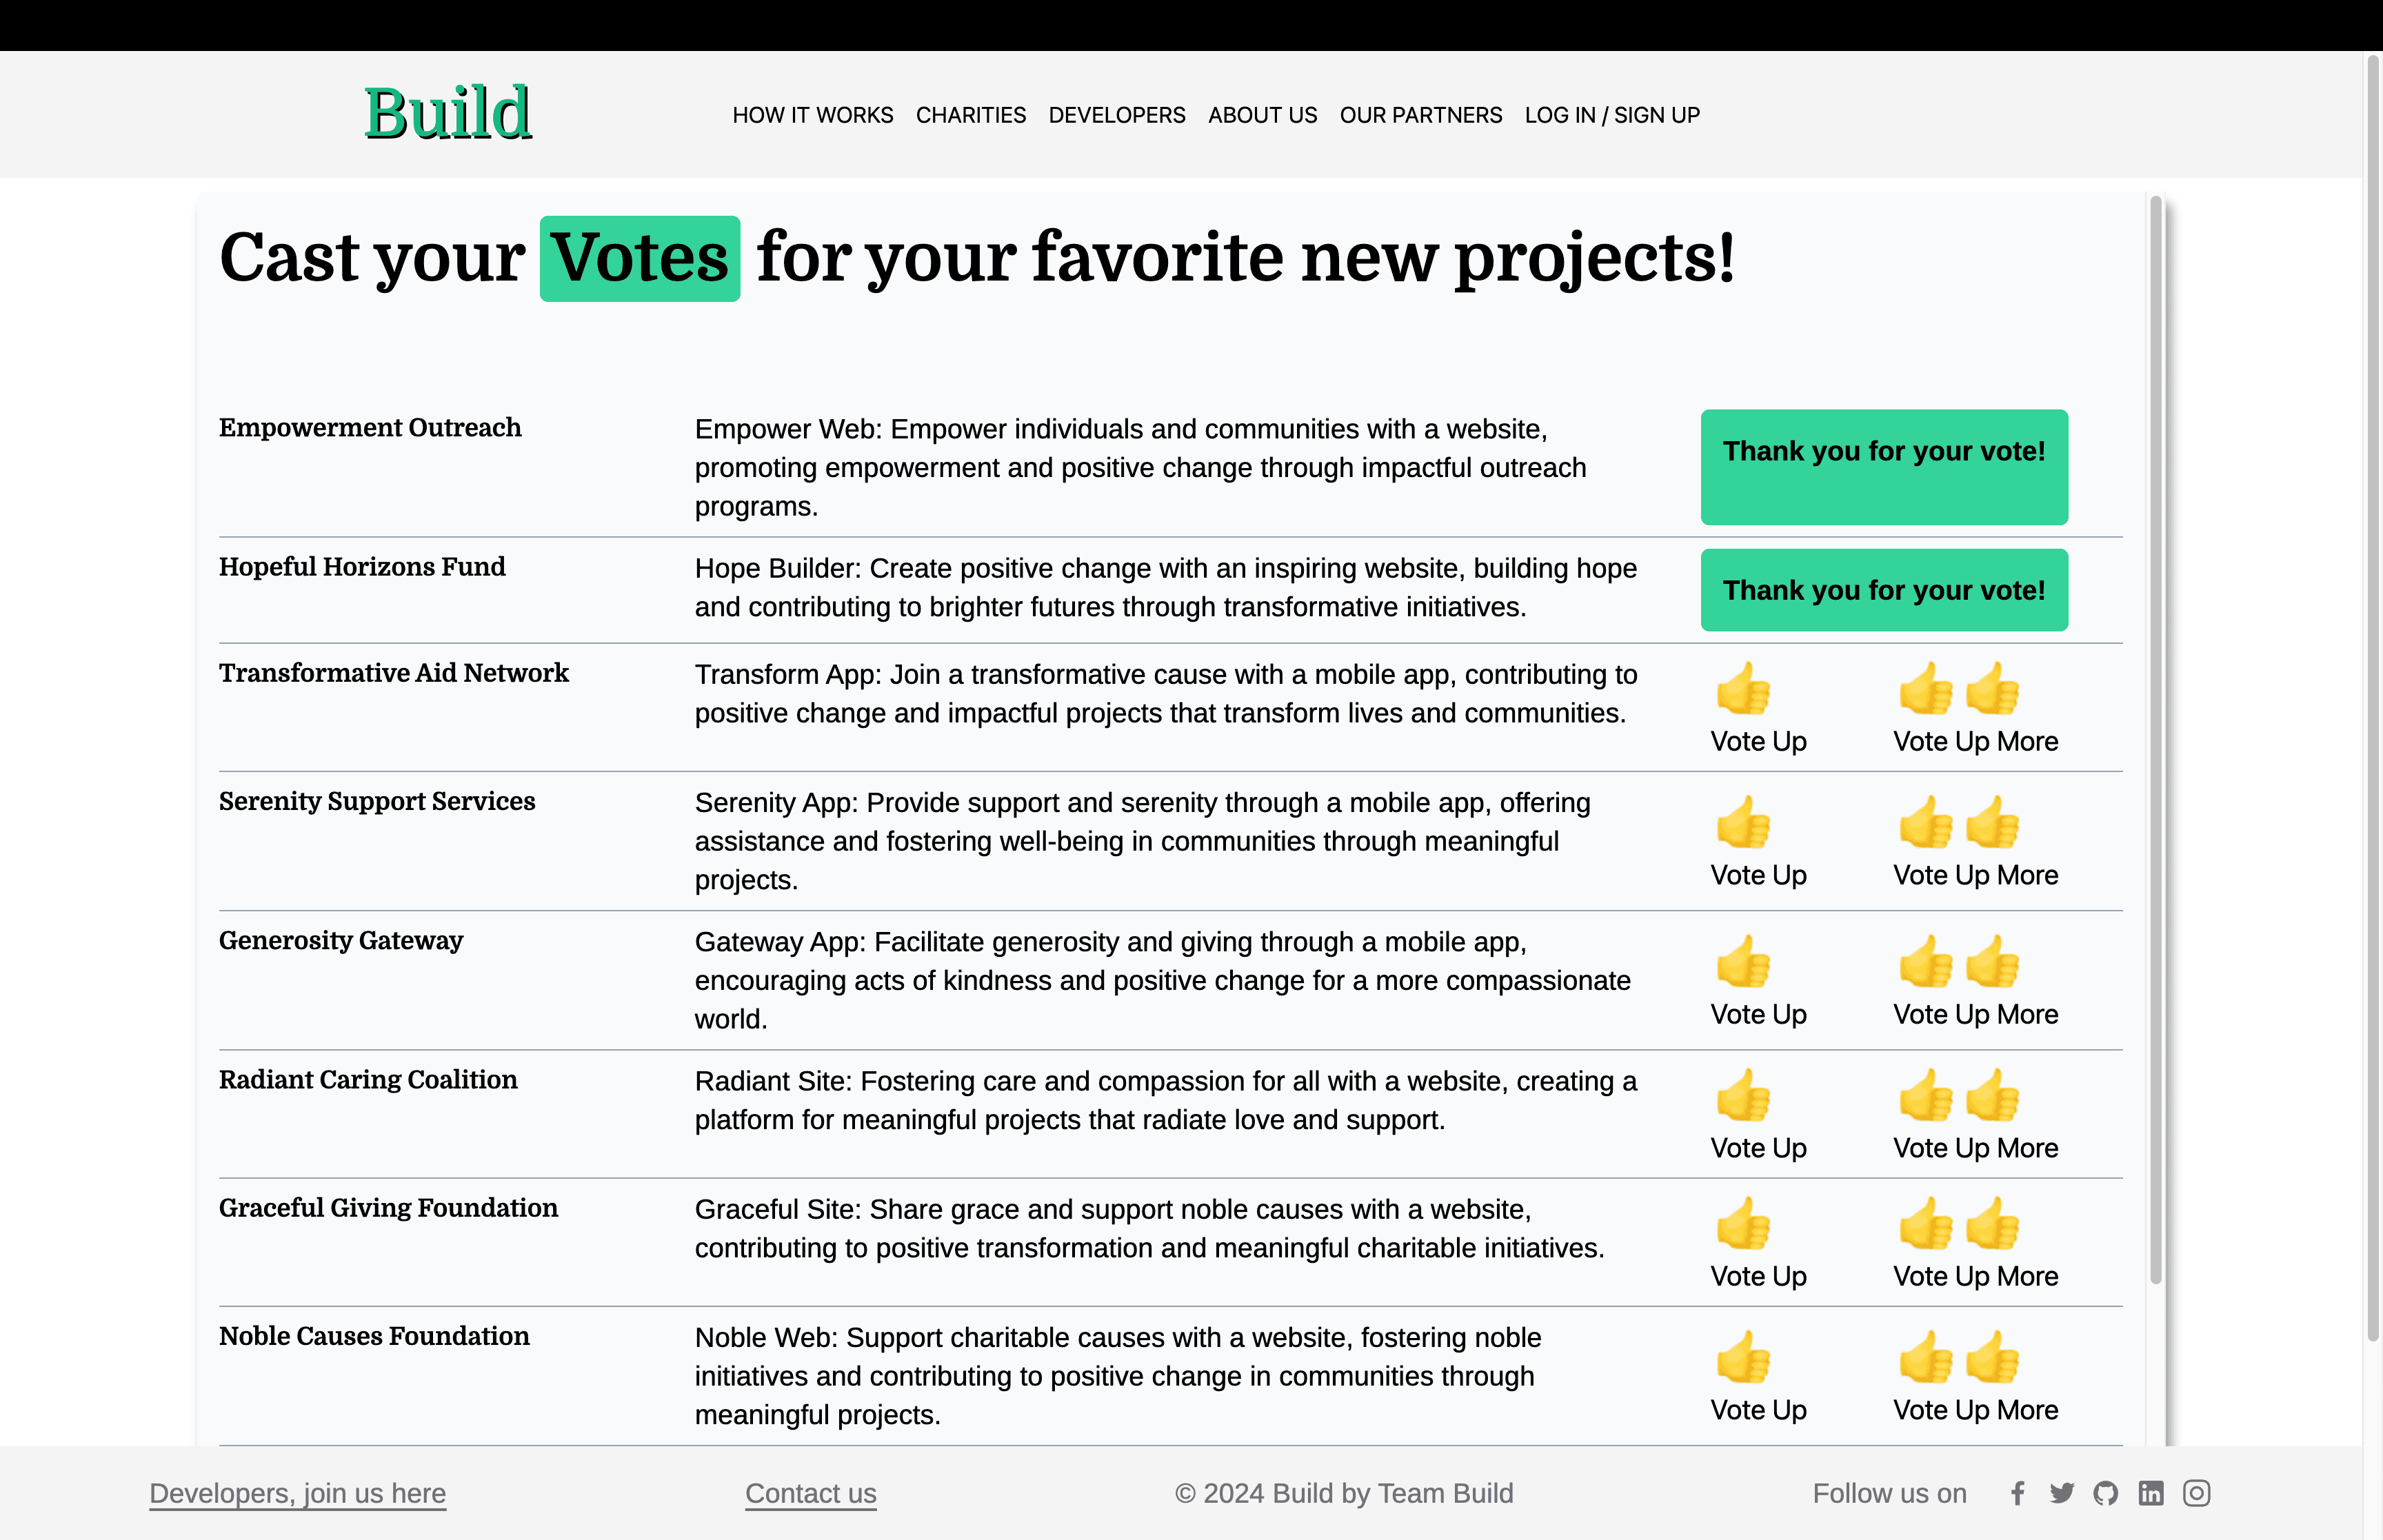 Build
HOW IT WORKS CHARITIES DEVELOPERS ABOUT US OUR PARTNERS LOG IN / SIGN UP
Cast your Votes for your favorite new projects!
Empowerment Outreach
Empower Web: Empower individuals and communities with a website,
promoting empowerment and positive change through impactful outreach
programs.
Thank you for your vote!
Hopeful Horizons Fund
Hope Builder: Create positive change with an inspiring website, building hope
and contributing to brighter futures through transformative initiatives.
Thank you for your vote!
Transformative Aid Network
Transform App: Join a transformative cause with a mobile app, contributing to
positive change and impactful projects that transform lives and communities.
Vote Up Vote Up More
Serenity Support Services
Serenity App: Provide support and serenity through a mobile app, offering
assistance and fostering well-being in communities through meaningful
projects.
Vote Up Vote Up More
Generosity Gateway
Gateway App: Facilitate generosity and giving through a mobile app,
encouraging acts of kindness and positive change for a more compassionate
world.
Vote Up Vote Up More
Radiant Caring Coalition
Radiant Site: Fostering care and compassion for all with a website, creating a
platform for meaningful projects that radiate love and support.
Vote Up Vote Up More
Graceful Giving Foundation
Graceful Site: Share grace and support noble causes with a website,
contributing to positive transformation and meaningful charitable initiatives.
Vote Up Vote Up More
Noble Causes Foundation
Noble Web: Support charitable causes with a website, fostering noble
initiatives and contributing to positive change in communities through
meaningful projects.
Vote Up Vote Up More
Developers, join us here Contact us © 2024 Build by Team Build Follow us on